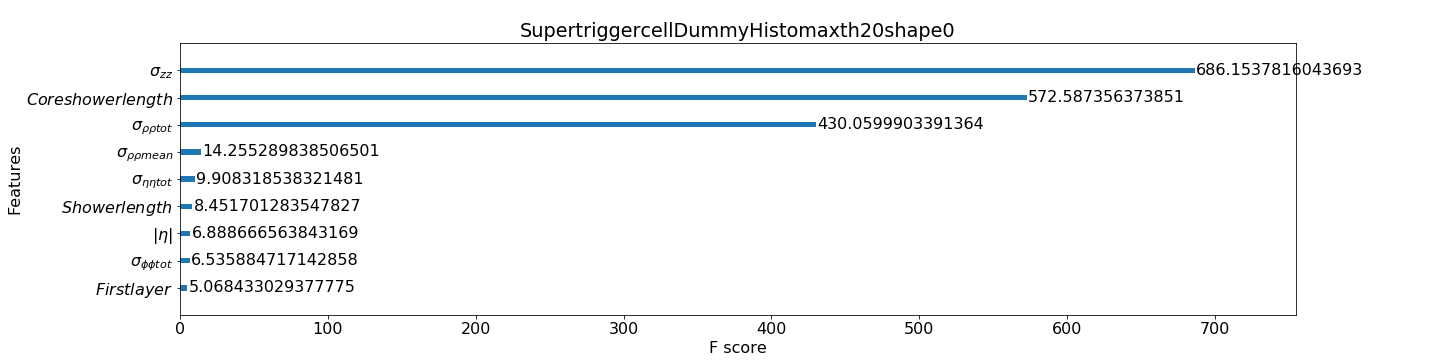 SupertriggercellDummyHistomaxth20shape0
σzz 686.1537816043693
Coreshowerlength 572.587356373851
σρρtot 430.0599903391364
σρρmean 14.255289838506501
σηηtot 9.908318538321481
Showerlength 8.451701283547827
|η| 6.888666563843169
σϕϕtot 6.535884717142858
Firstlayer 5.068433029377775
Features
0 100 200 300 400 500 600 700
F score